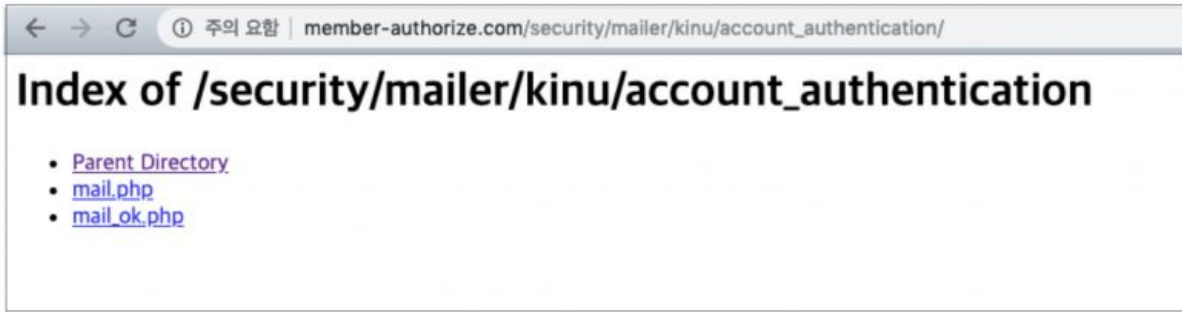 주의 요함 | member-authorize.com/security/mailer/kinu/account_authentication/
Index of /security/mailer/kinu/account_authentication
Parent Directory
mail.php
mail_ok.php